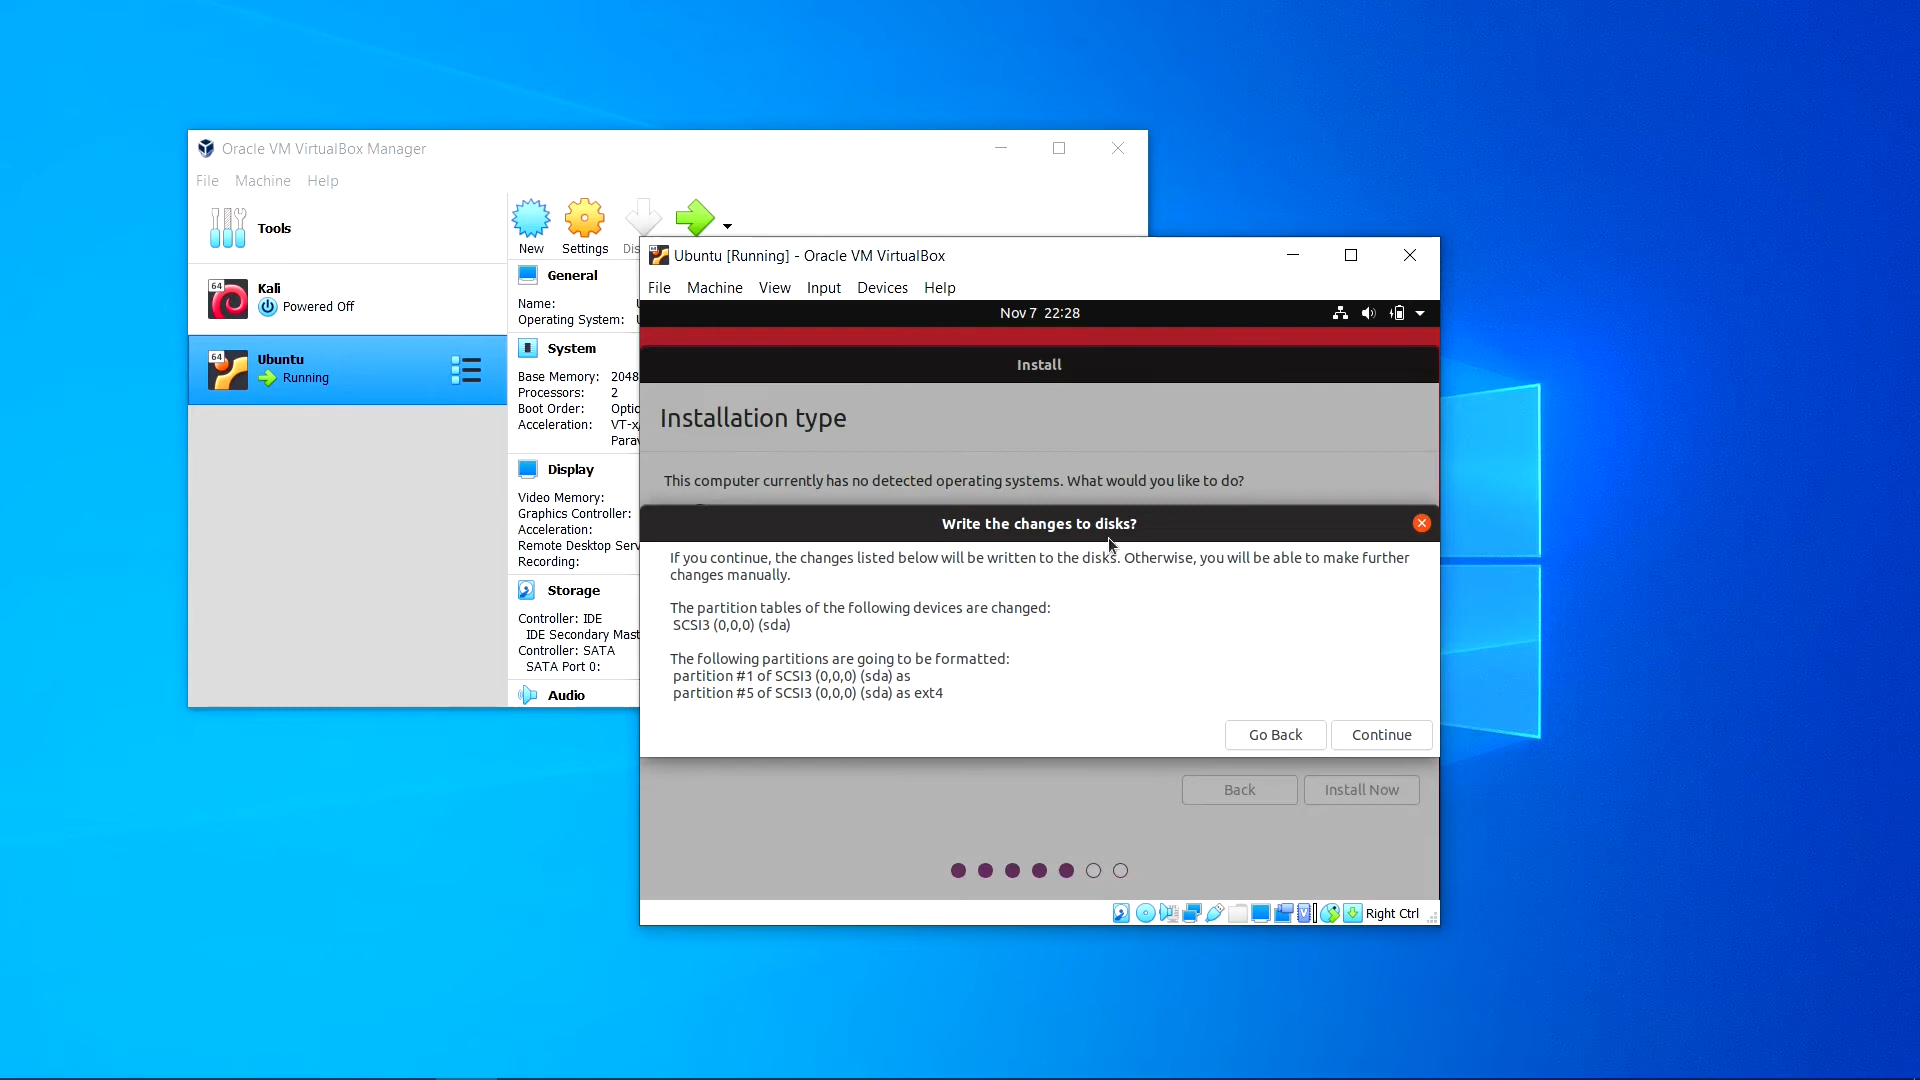 Oracle VM VirtualBox Manager
File Machine Help
Tools
New Settings Dis
64
Kali
Powered Off
64
Ubuntu
Running
General
Name:
Operating System:
System
Base Memory: 2048
Processors: 2
Boot Order: Optic
Acceleration: VT-x
Parav
Display
Video Memory:
Graphics Controller:
Acceleration:
Remote Desktop Serv
Recording:
Storage
Controller: IDE
IDE Secondary Mast
Controller: SATA
SATA Port 0:
Audio
64
Ubuntu [Running] - Oracle VM VirtualBox
File Machine View Input Devices Help
Nov 7 22:28
Install
Installation type
This computer currently has no detected operating systems. What would you like to do?
Write the changes to disks?
If you continue, the changes listed below will be written to the disks. Otherwise, you will be able to make further
changes manually.
The partition tables of the following devices are changed:
SCSI3 (0,0,0) (sda)
The following partitions are going to be formatted:
partition #1 of SCSI3 (0,0,0) (sda) as
partition #5 of SCSI3 (0,0,0) (sda) as ext4
Go Back Continue
Back Install Now
Right Ctrl